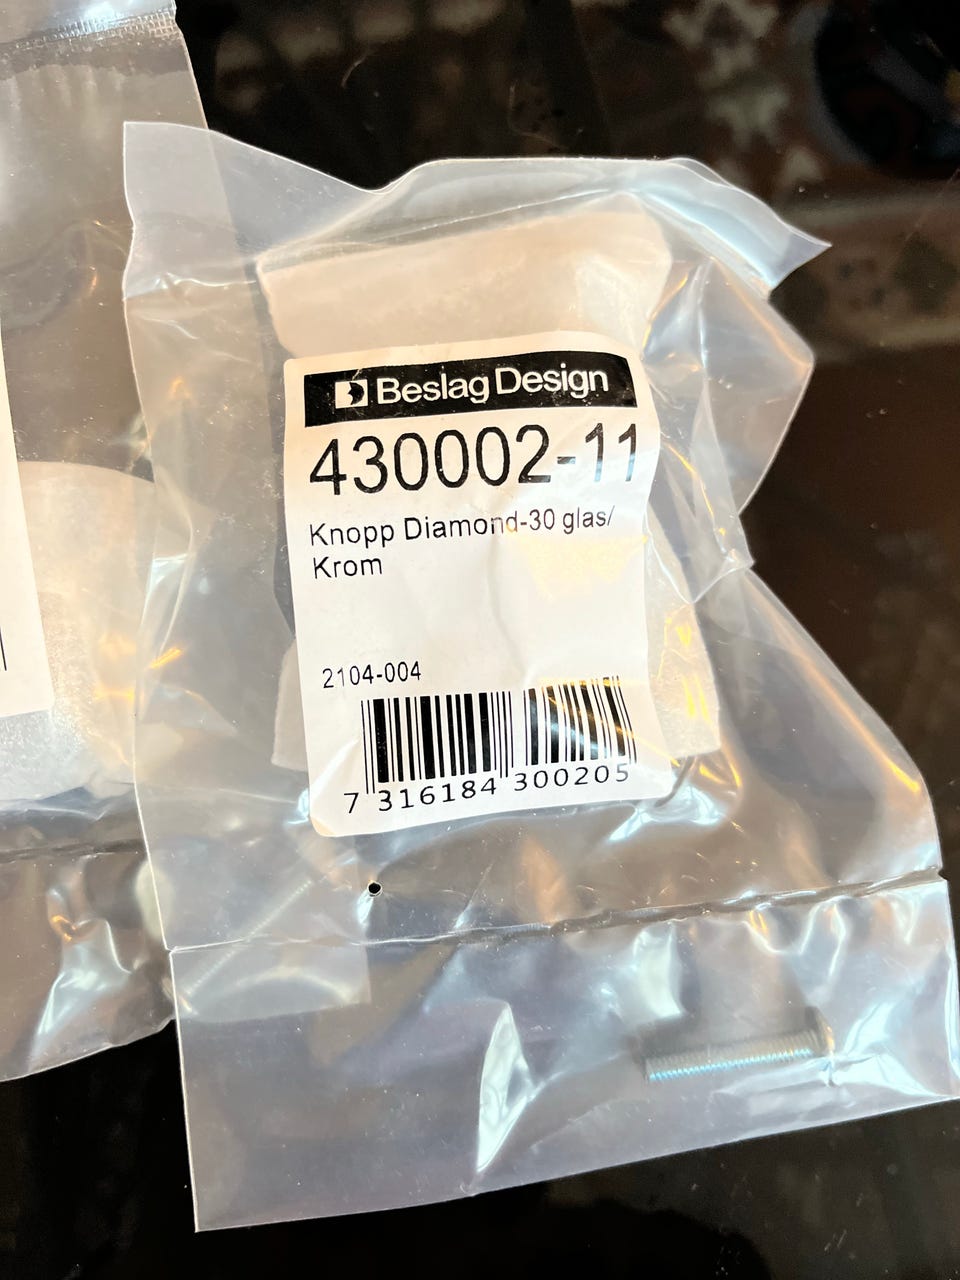 Beslag Design
430002-11
Knopp Diamond-30 glas/
Krom
2104-004
7 316184 300205